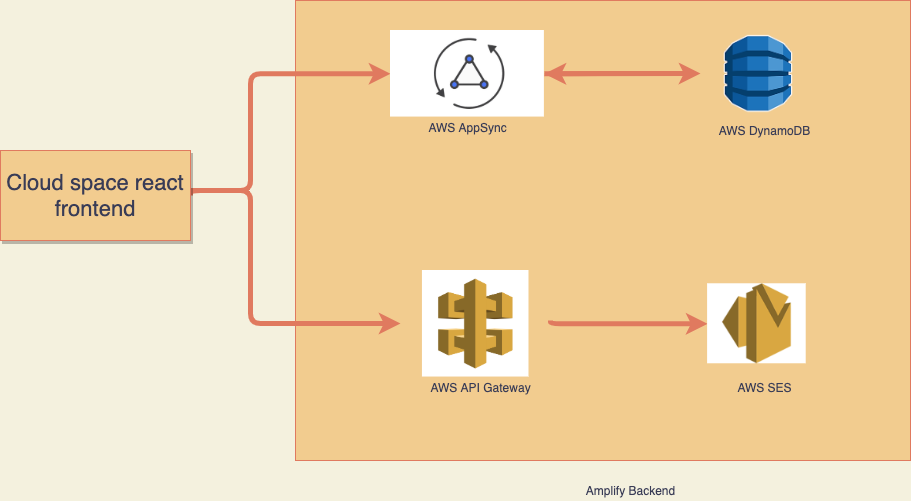 AWS AppSync
AWS DynamoDB
Cloud space react
frontend
AWS API Gateway
AWS SES
Amplify Backend